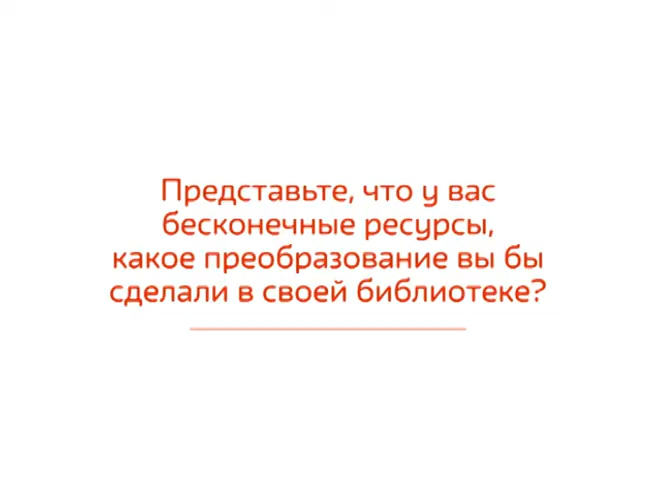 Представьте, что у вас
бесконечные ресурсы,
какое преобразование вы бы
сделали в своей библиотеке?